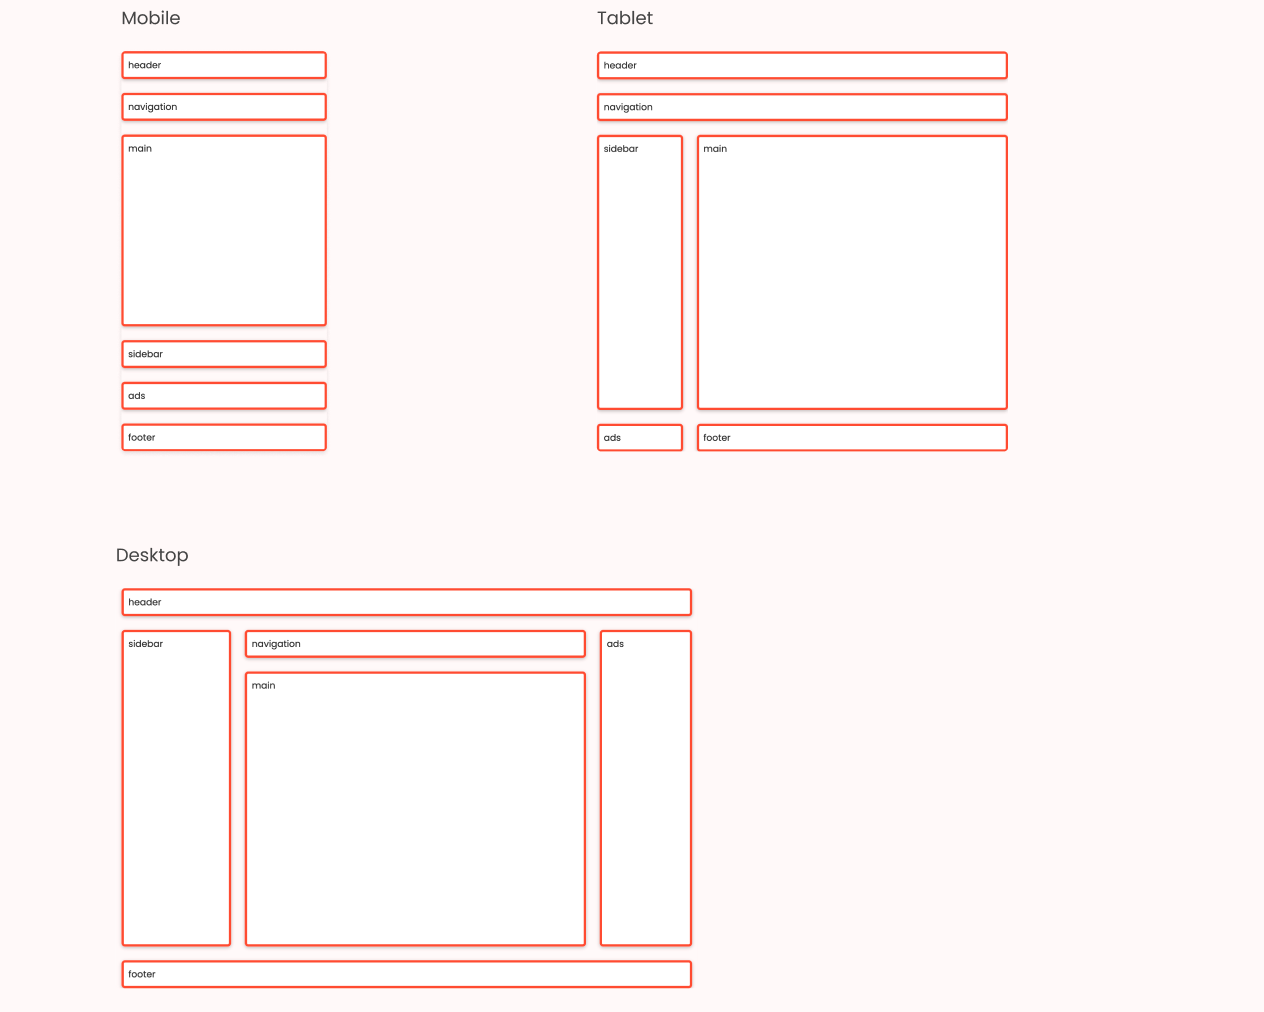 Mobile
header
navigation
main
sidebar
ads
footer
Tablet
header
navigation
sidebar
main
ads
footer
Desktop
header
sidebar
navigation
ads
main
footer